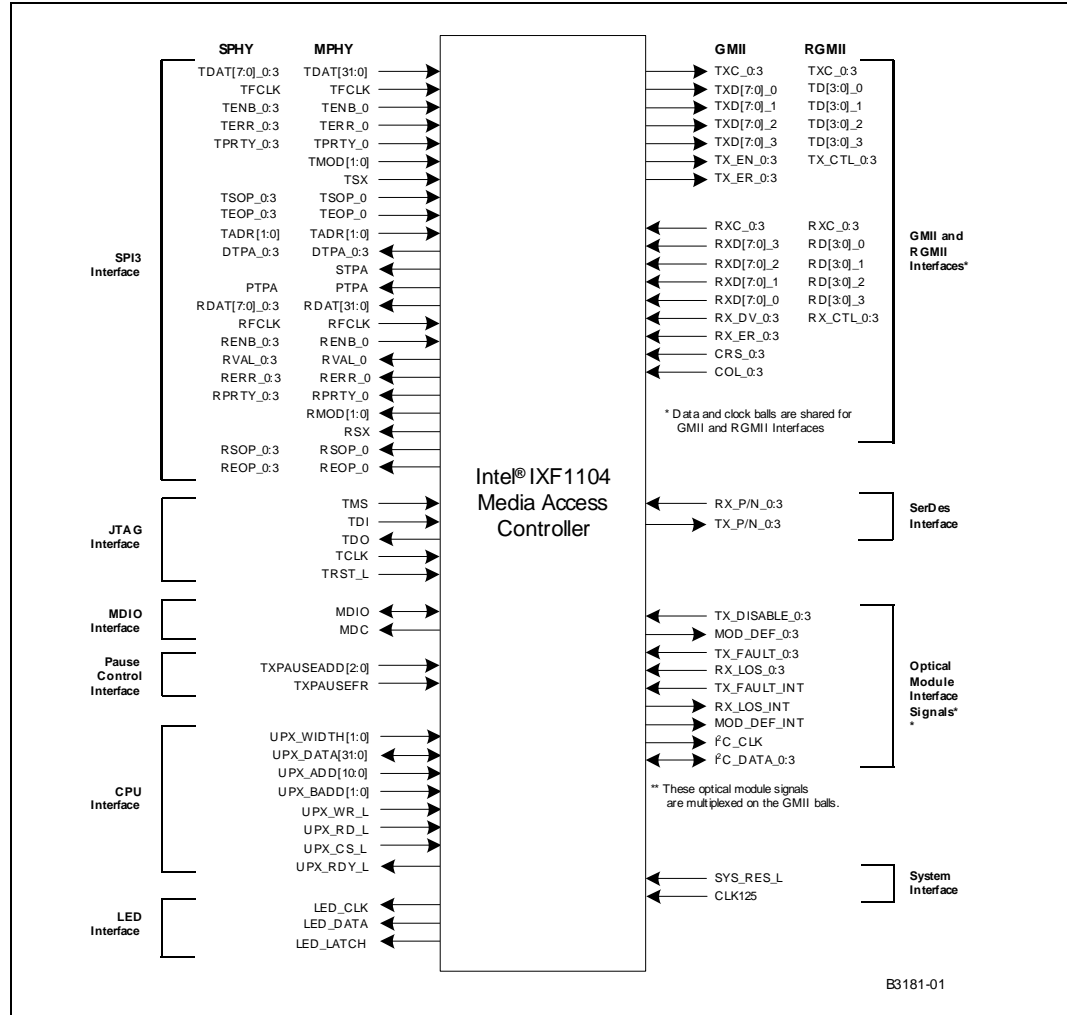 SPHY MPHY
TDAT[7:0]_0:3 TDAT[31:0]
TFCLK TFCLK
TENB_0:3 TENB_0
TERR_0:3 TERR_0
TPRTY_0:3 TPRTY_0
TMOD[1:0]
TSX
TSOP_0:3 TSOP_0
TEOP_0:3 TEOP_0
TADR[1:0] TADR[1:0]
DTPA_0:3 DTPA_0:3
STPA
PTPA PTPA
RDAT[7:0]_0:3 RDAT[31:0]
RFCLK RFCLK
RENB_0:3 RENB_0
RVAL_0:3 RVAL_0
RERR_0:3 RERR_0
RPRTY_0:3 RPRTY_0
RMOD[1:0]
RSX
RSOP_0:3 RSOP_0
REOP_0:3 REOP_0
SPI3
Interface
TMS
TDI
TDO
TCLK
TRST_L
JTAG
Interface
MDIO
MDC
MDIO
Interface
TXPAUSEADD[2:0]
TXPAUSEFR
Pause
Control
Interface
UPX_WIDTH[1:0]
UPX_DATA[31:0]
UPX_ADD[10:0]
UPX_BADD[1:0]
UPX_WR_L
UPX_RD_L
UPX_CS_L
UPX_RDY_L
CPU
Interface
LED_CLK
LED_DATA
LED_LATCH
LED
Interface
Intel® IXF1104
Media Access
Controller
GMII RGMII
TXC_0:3 TXC_0:3
TXD[7:0]_0 TD[3:0]_0
TXD[7:0]_1 TD[3:0]_1
TXD[7:0]_2 TD[3:0]_2
TXD[7:0]_3 TD[3:0]_3
TX_EN_0:3 TX_CTL_0:3
TX_ER_0:3
RXC_0:3 RXC_0:3
RXD[7:0]_3 RD[3:0]_0
RXD[7:0]_2 RD[3:0]_1
RXD[7:0]_1 RD[3:0]_2
RXD[7:0]_0 RD[3:0]_3
RX_DV_0:3 RX_CTL_0:3
RX_ER_0:3
CRS_0:3
COL_0:3
GMII and
RGMII
Interfaces*
* Data and clock balls are shared for
GMII and RGMII Interfaces
RX_P/N_0:3
TX_P/N_0:3
SerDes
Interface
TX_DISABLE_0:3
MOD_DEF_0:3
TX_FAULT_0:3
RX_LOS_0:3
TX_FAULT_INT
RX_LOS_INT
MOD_DEF_INT
I²C_CLK
I²C_DATA_0:3
Optical
Module
Interface
Signals*
*
** These optical module signals
are multiplexed on the GMII balls.
SYS_RES_L
CLK125
System
Interface
B3181-01